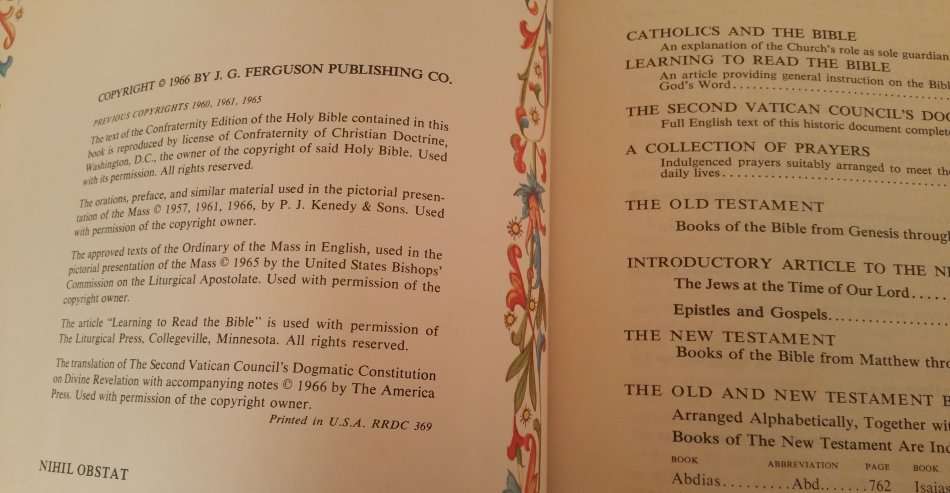 COPYRIGHT © 1966 BY J. G. FERGUSON PUBLISHING CO.
PREVIOUS COPYRIGHTS 1960, 1961, 1965
The text of the Confraternity Edition of the Holy Bible contained in this
book is reproduced by license of Confraternity of Christian Doctrine,
Washington, D.C., the owner of the copyright of said Holy Bible. Used
with its permission. All rights reserved.
The orations, preface, and similar material used in the pictorial presen-
tation of the Mass © 1957, 1961, 1966, by P. J. Kenedy & Sons. Used
with permission of the copyright owner.
The approved texts of the Ordinary of the Mass in English, used in the
pictorial presentation of the Mass © 1965 by the United States Bishops'
Commission on the Liturgical Apostolate. Used with permission of the
copyright owner.
The article "Learning to Read the Bible" is used with permission of
The Liturgical Press, Collegeville, Minnesota. All rights reserved.
The translation of The Second Vatican Council's Dogmatic Constitution
on Divine Revelation with accompanying notes © 1966 by The America
Press. Used with permission of the copyright owner.
Printed in U.S.A. RRDC 369
NIHIL OBSTAT
CATHOLICS AND THE BIBLE
An explanation of the Church's role as sole guardian
LEARNING TO READ THE BIBLE
An article providing general instruction on the Bibl
God's Word
THE SECOND VATICAN COUNCIL'S DO
Full English text of this historic document complet
A COLLECTION OF PRAYERS
Indulgenced prayers suitably arranged to meet th
daily lives
THE OLD TESTAMENT
Books of the Bible from Genesis through
INTRODUCTORY ARTICLE TO THE N
The Jews at the Time of Our Lord
Epistles and Gospels
THE NEW TESTAMENT
Books of the Bible from Matthew thr
THE OLD AND NEW TESTAMENT B
Arranged Alphabetically, Together wi
Books of The New Testament Are In
BOOK ABBREVIATION PAGE BOOK
Abdias Abd. 762 Isaias